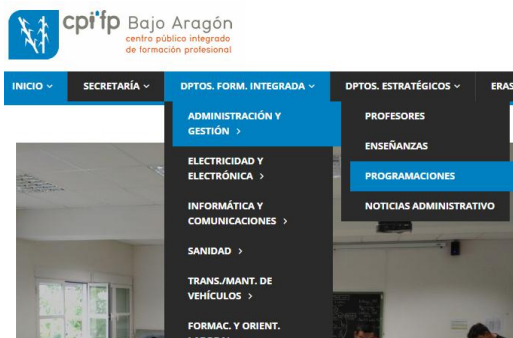 cpifp Bajo Aragón
centro público integrado
de formación profesional
INICIO SECRETARÍA DPTOS. FORM. INTEGRADA DPTOS. ESTRATÉGICOS ERAS
ADMINISTRACIÓN Y
GESTIÓN >
PROFESORES
ENSEÑANZAS
PROGRAMACIONES
NOTICIAS ADMINISTRATIVO
ELECTRICIDAD Y
ELECTRÓNICA >
INFORMÁTICA Y
COMUNICACIONES >
SANIDAD >
TRANS./MANT. DE
VEHÍCULOS >
FORMAC. Y ORIENT.